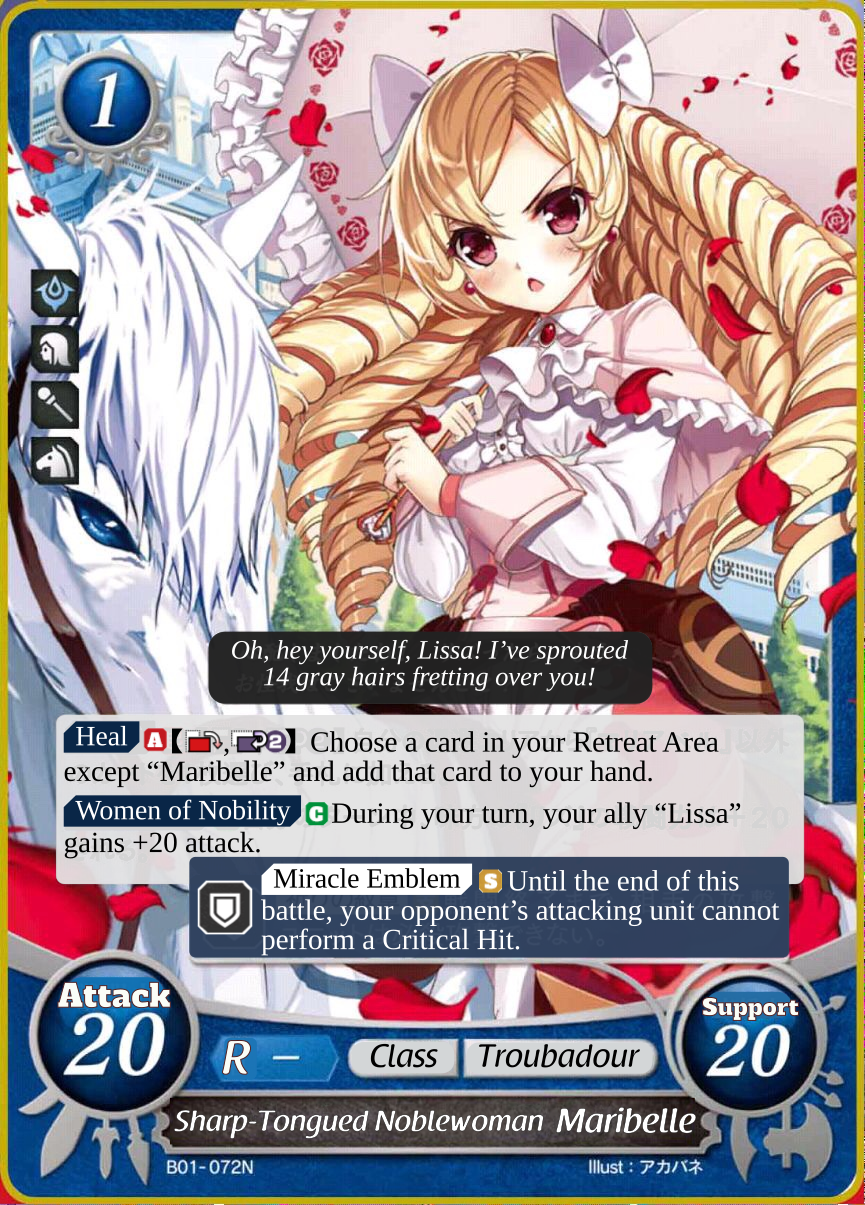 1
Oh, hey yourself, Lissa! I’ve sprouted
14 gray hairs fretting over you!
Heal A【 , 2】 Choose a card in your Retreat Area
except “Maribelle” and add that card to your hand.
Women of Nobility C During your turn, your ally “Lissa”
gains +20 attack.
Miracle Emblem S Until the end of this
battle, your opponent’s attacking unit cannot
perform a Critical Hit.
Attack
20
R –
Class Troubadour
Support
20
Sharp-Tongued Noblewoman Maribelle
B01-072N
Illust：アカバネ